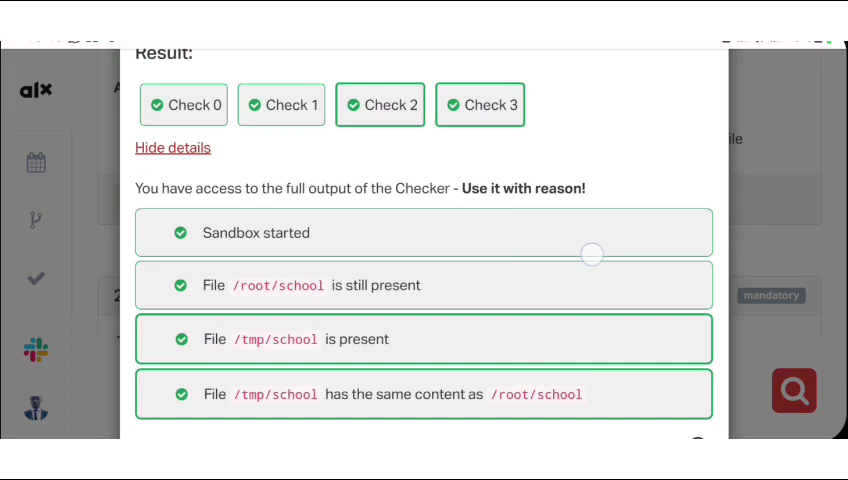 Result:
alx
A
Check 0
Check 1
Check 2
Check 3
Hide details
ile
You have access to the full output of the Checker - Use it with reason!
Sandbox started
File /root/school is still present
2
mandatory
File /tmp/school is present
File /tmp/school has the same content as /root/school